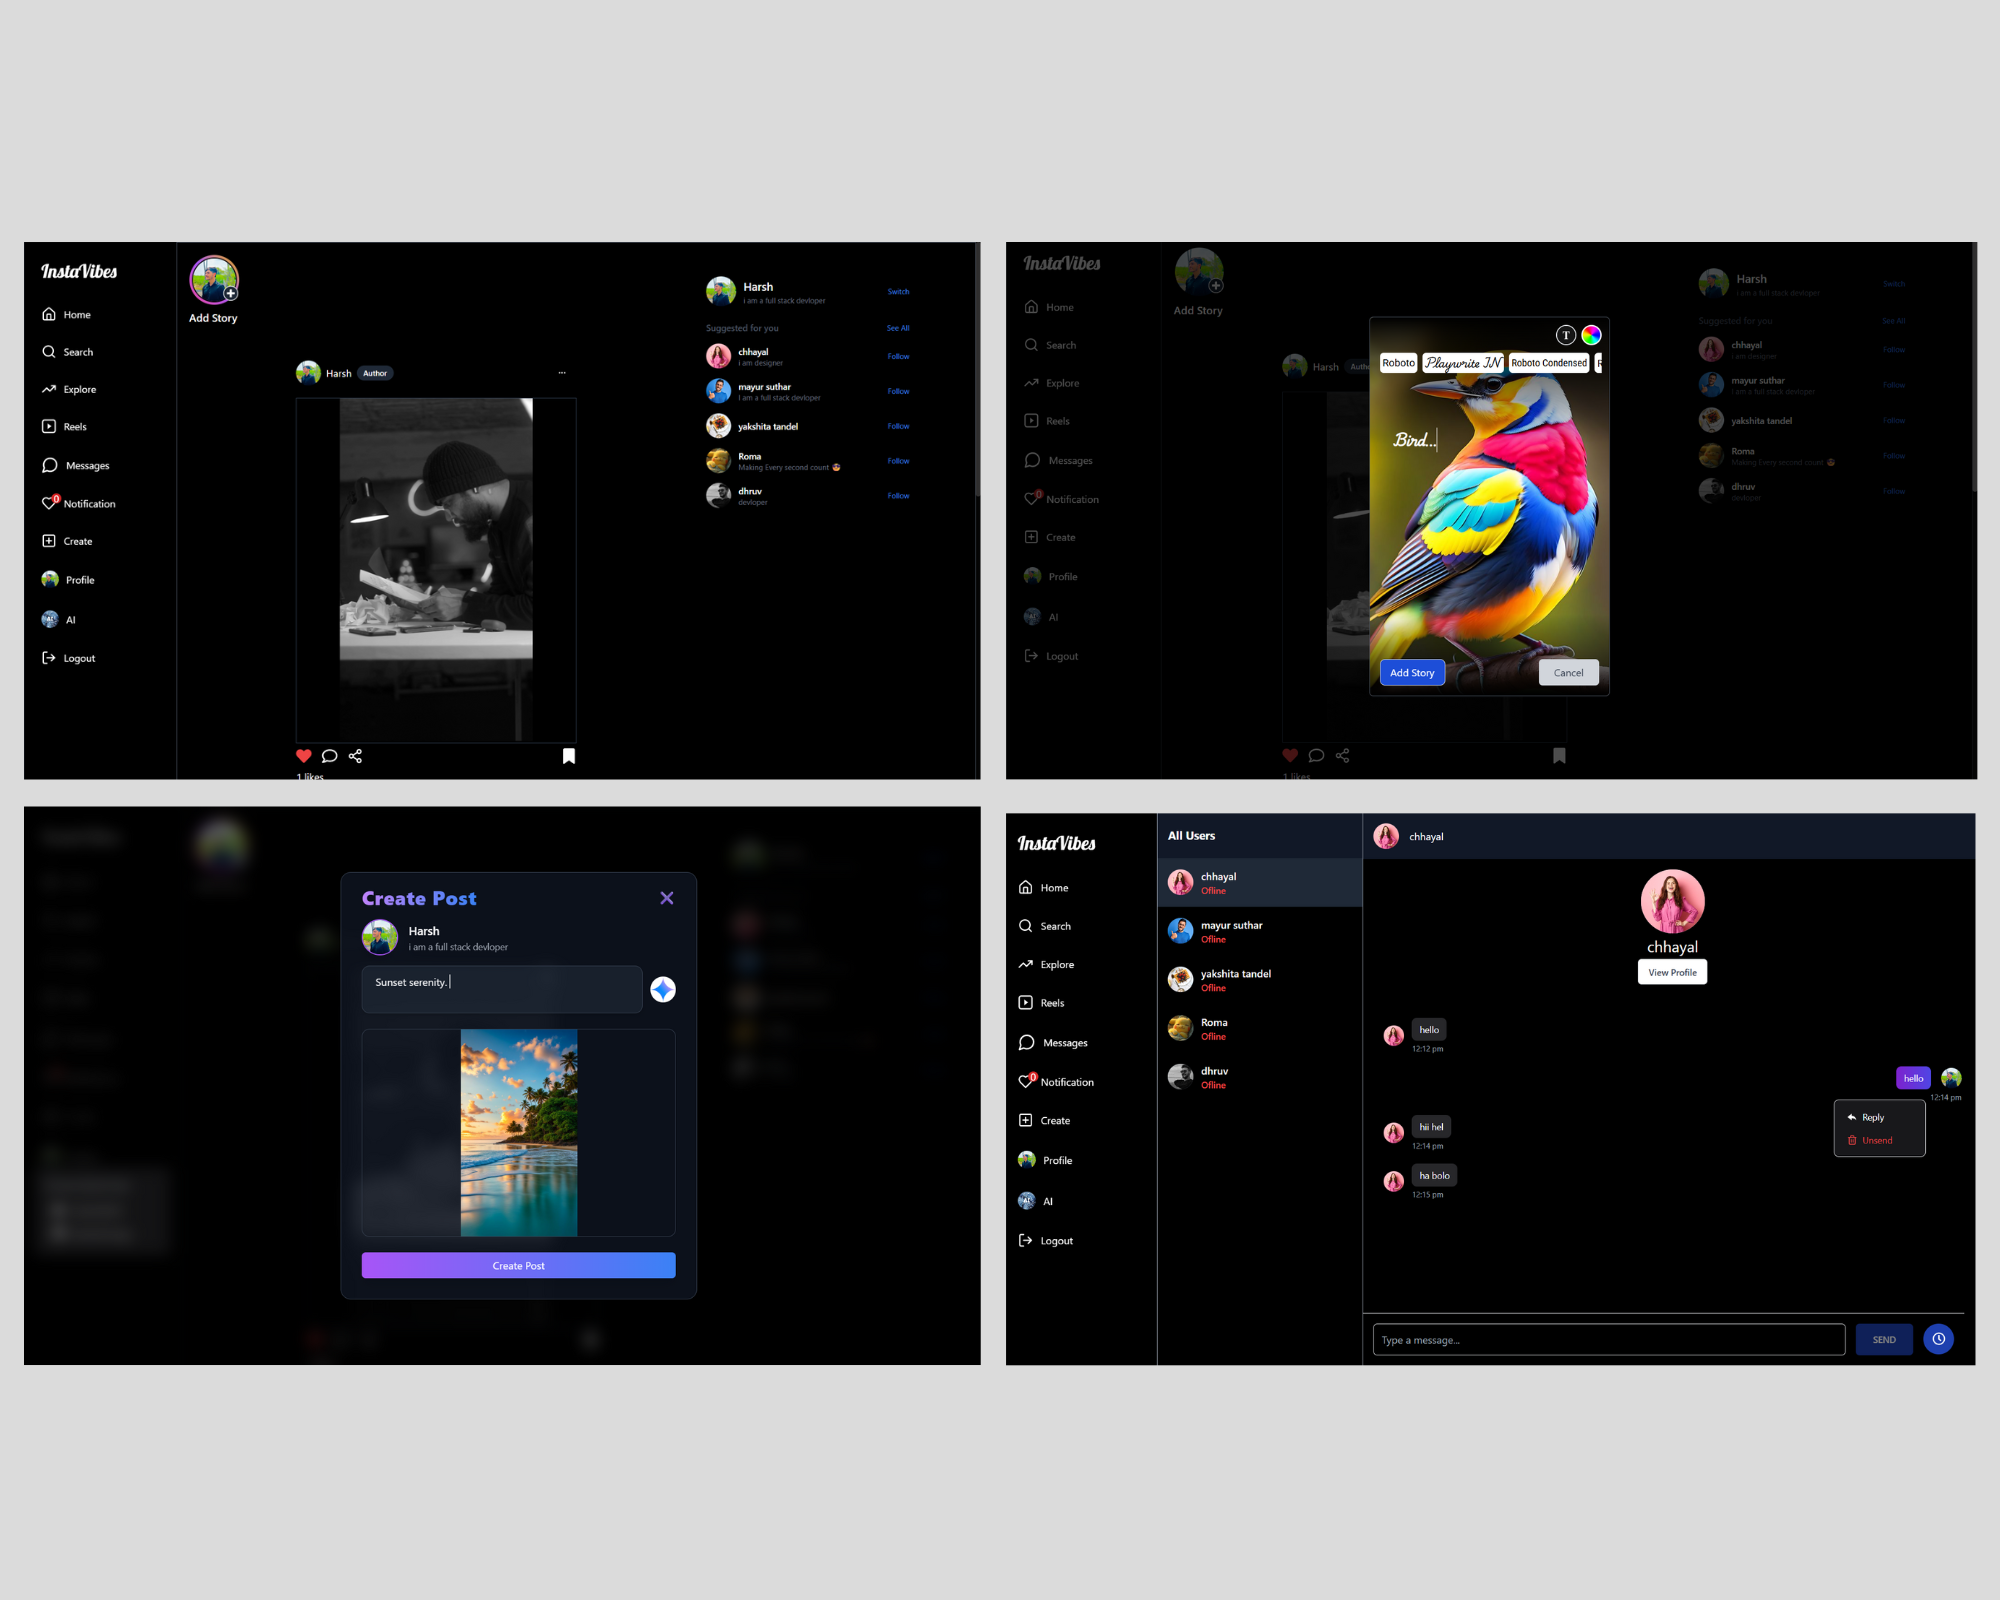 InstaVibes
Home
Search
Explore
Reels
Messages
0
Notification
Create
Profile
AI
Logout
Add Story
Harsh Author
...
1 likes
Harsh
i am a full stack devloper
Switch
Suggested for you
See All
chhayal
i am designer
Follow
mayur suthar
I am a full stack devloper
Follow
yakshita tandel
Follow
Roma
Making Every second count 😎
Follow
dhruv
devloper
Follow
InstaVibes
Home
Search
Explore
Reels
Messages
0
Notification
Create
Profile
AI
Logout
Add Story
Harsh
1 likes
T
Roboto Playwrite IN Roboto Condensed R
Bird...
Add Story
Cancel
Harsh
i am a full stack devloper
Switch
Suggested for you
See All
chhayal
i am designer
Follow
mayur suthar
I am a full stack devloper
Follow
yakshita tandel
Follow
Roma
Making Every second count 😎
Follow
dhruv
devloper
Follow
Create Post
Harsh
i am a full stack devloper
Sunset serenity.
Create Post
InstaVibes
Home
Search
Explore
Reels
Messages
0
Notification
Create
Profile
AI
Logout
All Users
chhayal
Ofline
mayur suthar
Ofline
yakshita tandel
Ofline
Roma
Ofline
dhruv
Ofline
chhayal
chhayal
View Profile
hello
12:12 pm
hello
12:14 pm
Reply
Unsend
hii hel
12:14 pm
ha bolo
12:15 pm
Type a message...
SEND